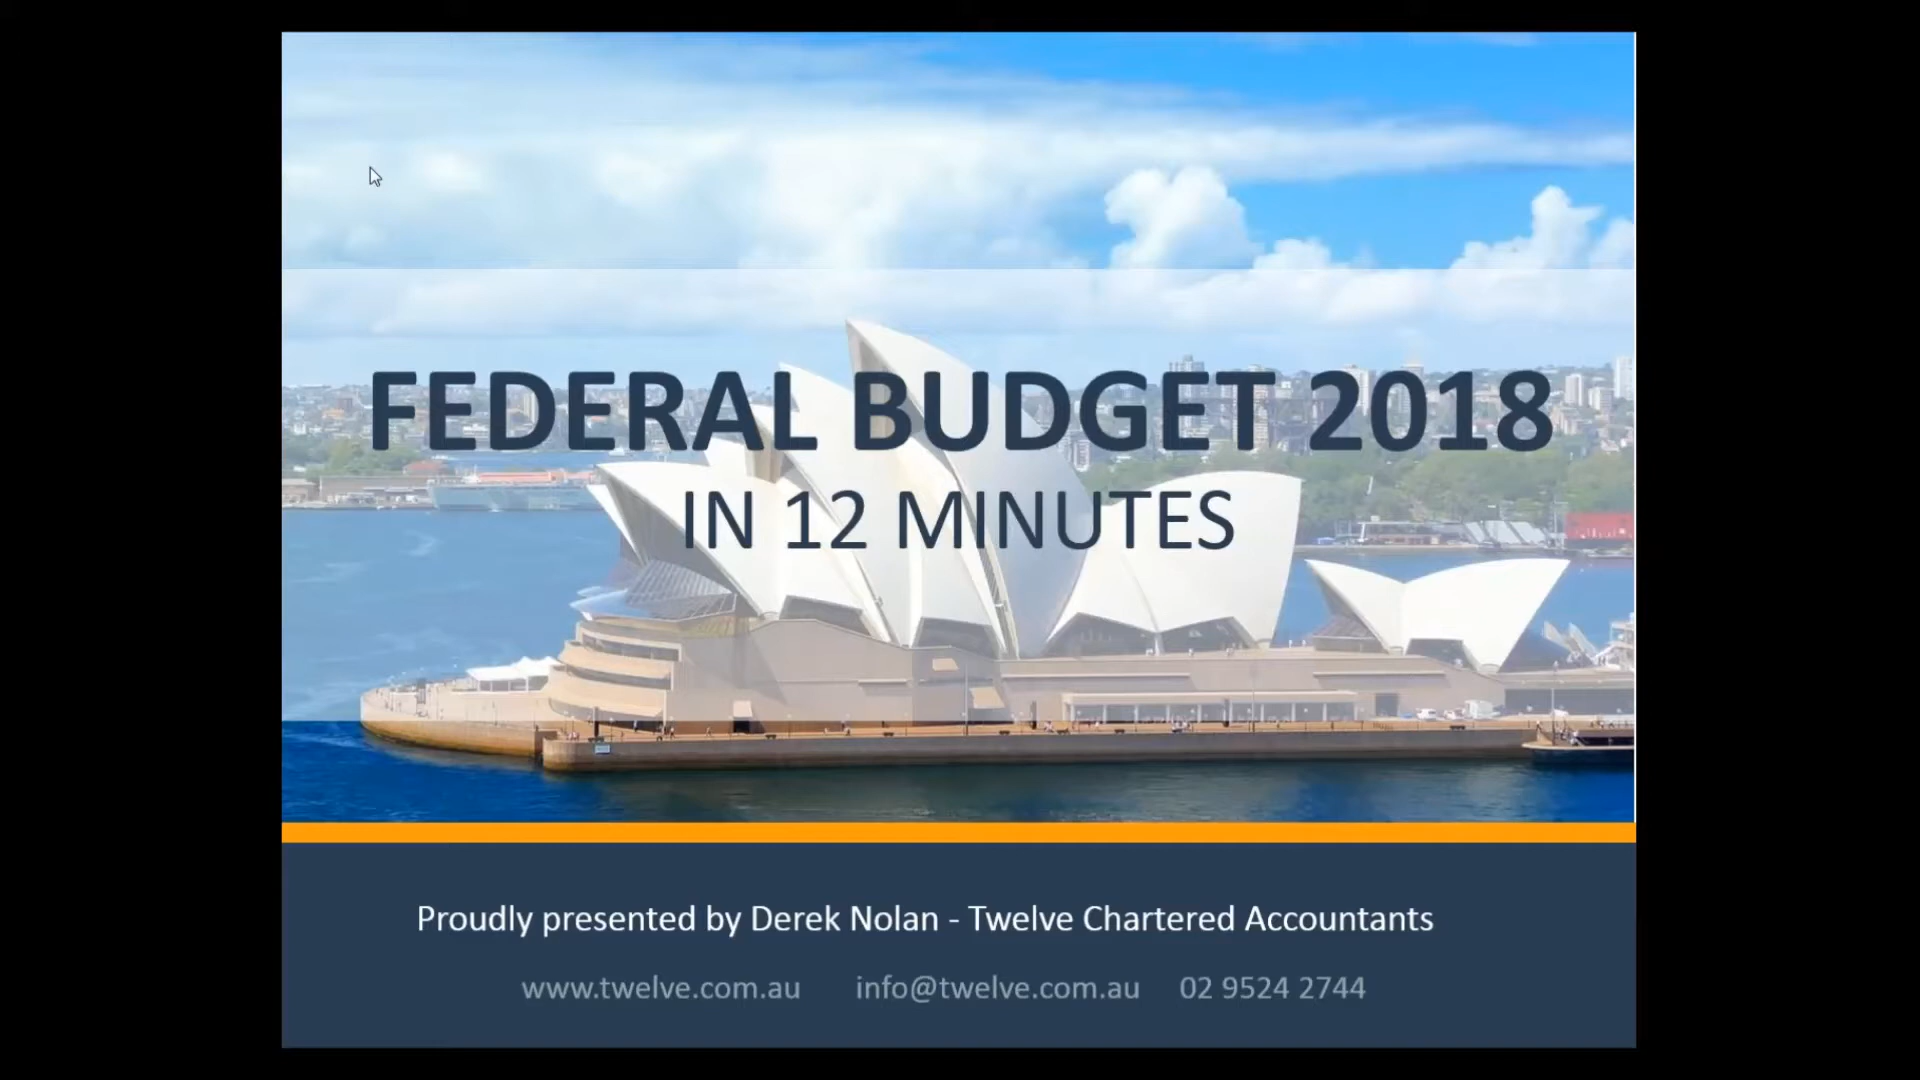 FEDERAL BUDGET 2018
IN 12 MINUTES
Proudly presented by Derek Nolan - Twelve Chartered Accountants
www.twelve.com.au info@twelve.com.au 02 9524 2744